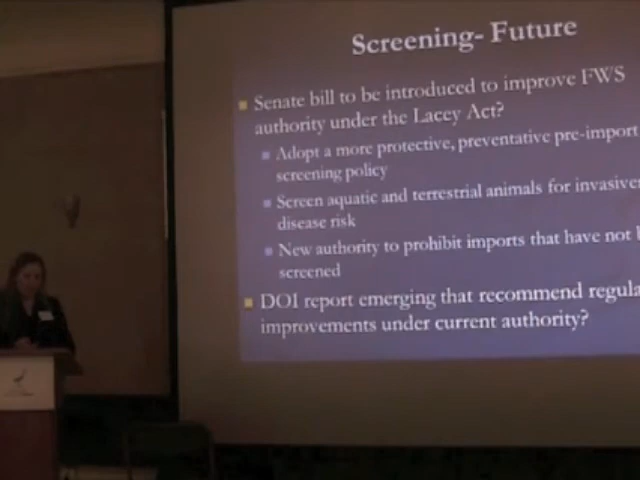 Screening- Future
Senate bill to be introduced to improve FWS
authority under the Lacey Act?
Adopt a more protective, preventative pre-import
screening policy
Screen aquatic and terrestrial animals for
disease risk
New authority to prohibit imports that have not
screened
DOI report emerging that recommend
improvements under current authority?